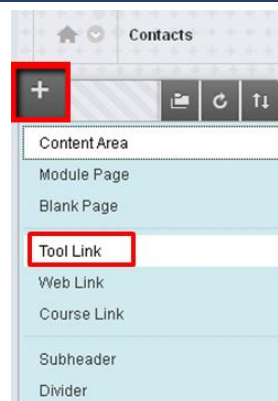 Contacts
+
Content Area
Module Page
Blank Page
Tool Link
Web Link
Course Link
Subheader
Divider